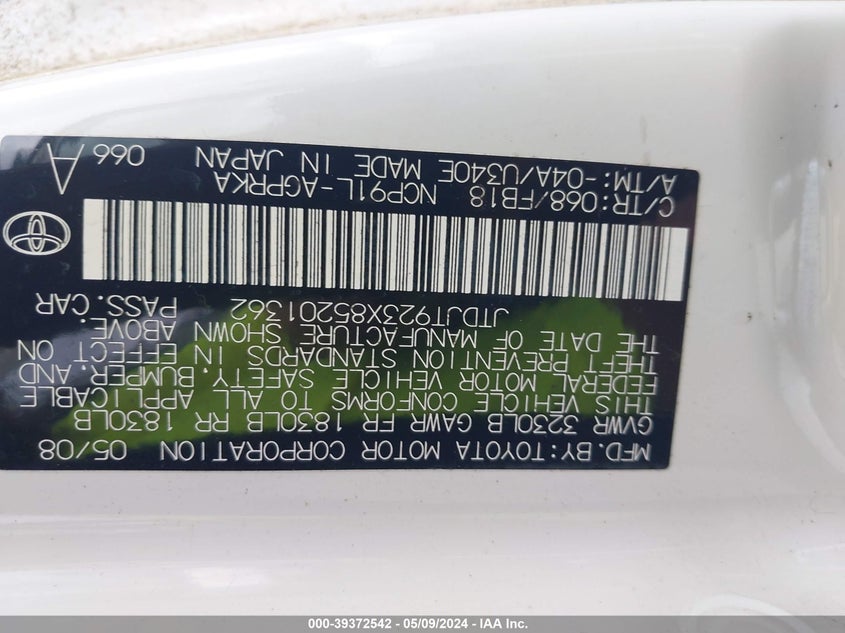 MFD. BY: TOYOTA MOTOR CORPORATION 05/08
GVWR 3230LB GAWR FR 1830LB RR 1830LB
THIS VEHICLE CONFORMS TO ALL APPLICABLE
FEDERAL MOTOR VEHICLE SAFETY, BUMPER, AND
THEFT PREVENTION STANDARDS IN EFFECT ON
THE DATE OF MANUFACTURE SHOWN ABOVE.
JTDJT923X85201362 PASS. CAR
C/TR: 068/FB18 NCP91L-AGPRKA
A/TM: -04A/U340E MADE IN JAPAN
A 066
000-39372542 - 05/09/2024 - IAA Inc.